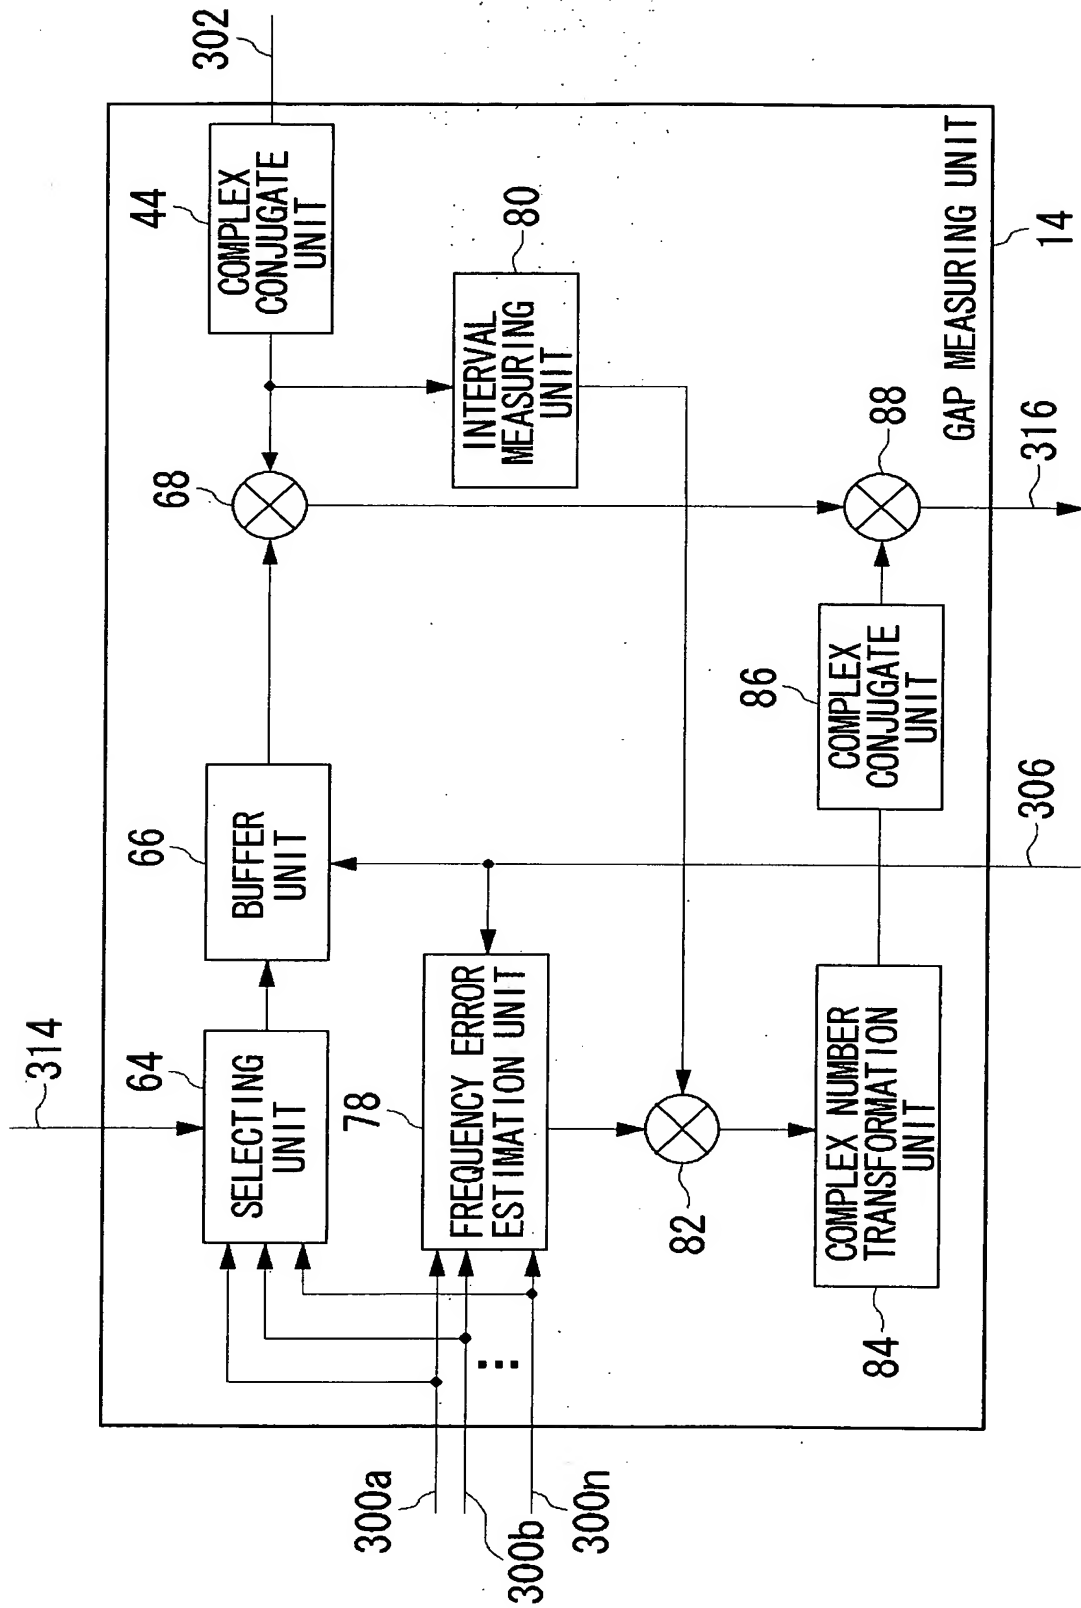 302
44
COMPLEX
CONJUGATE
UNIT
80
INTERVAL
MEASURING
UNIT
68
88
GAP MEASURING UNIT
14
316
66
BUFFER
UNIT
86
COMPLEX
CONJUGATE
UNIT
306
314
64
SELECTING
UNIT
78
FREQUENCY ERROR
ESTIMATION UNIT
82
COMPLEX NUMBER
TRANSFORMATION
UNIT
84
300a
300b
300n